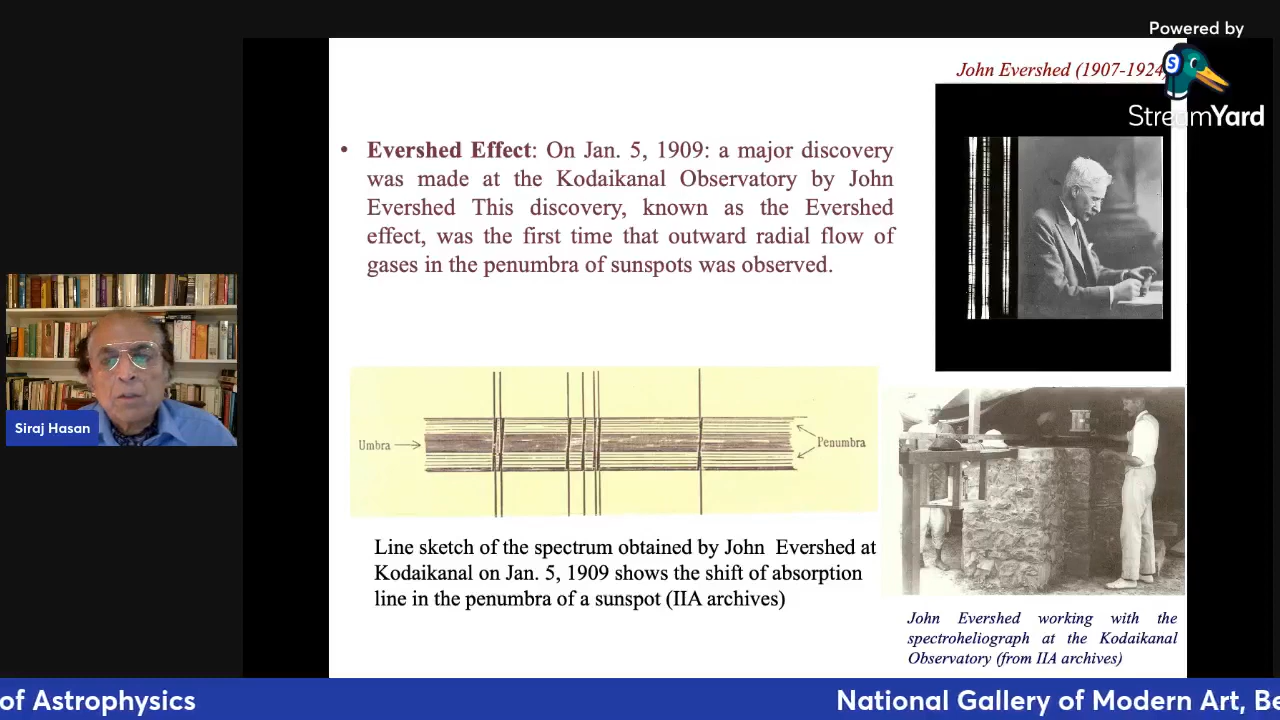 Powered by
StreamYard
John Evershed (1907-1924
• Evershed Effect: On Jan. 5, 1909: a major discovery
was made at the Kodaikanal Observatory by John
Evershed This discovery, known as the Evershed
effect, was the first time that outward radial flow of
gases in the penumbra of sunspots was observed.
Siraj Hasan
Umbra
Penumbra
Line sketch of the spectrum obtained by John Evershed at
Kodaikanal on Jan. 5, 1909 shows the shift of absorption
line in the penumbra of a sunspot (IIA archives)
John Evershed working with the
spectroheliograph at the Kodaikanal
Observatory (from IIA archives)
of Astrophysics
National Gallery of Modern Art, Be